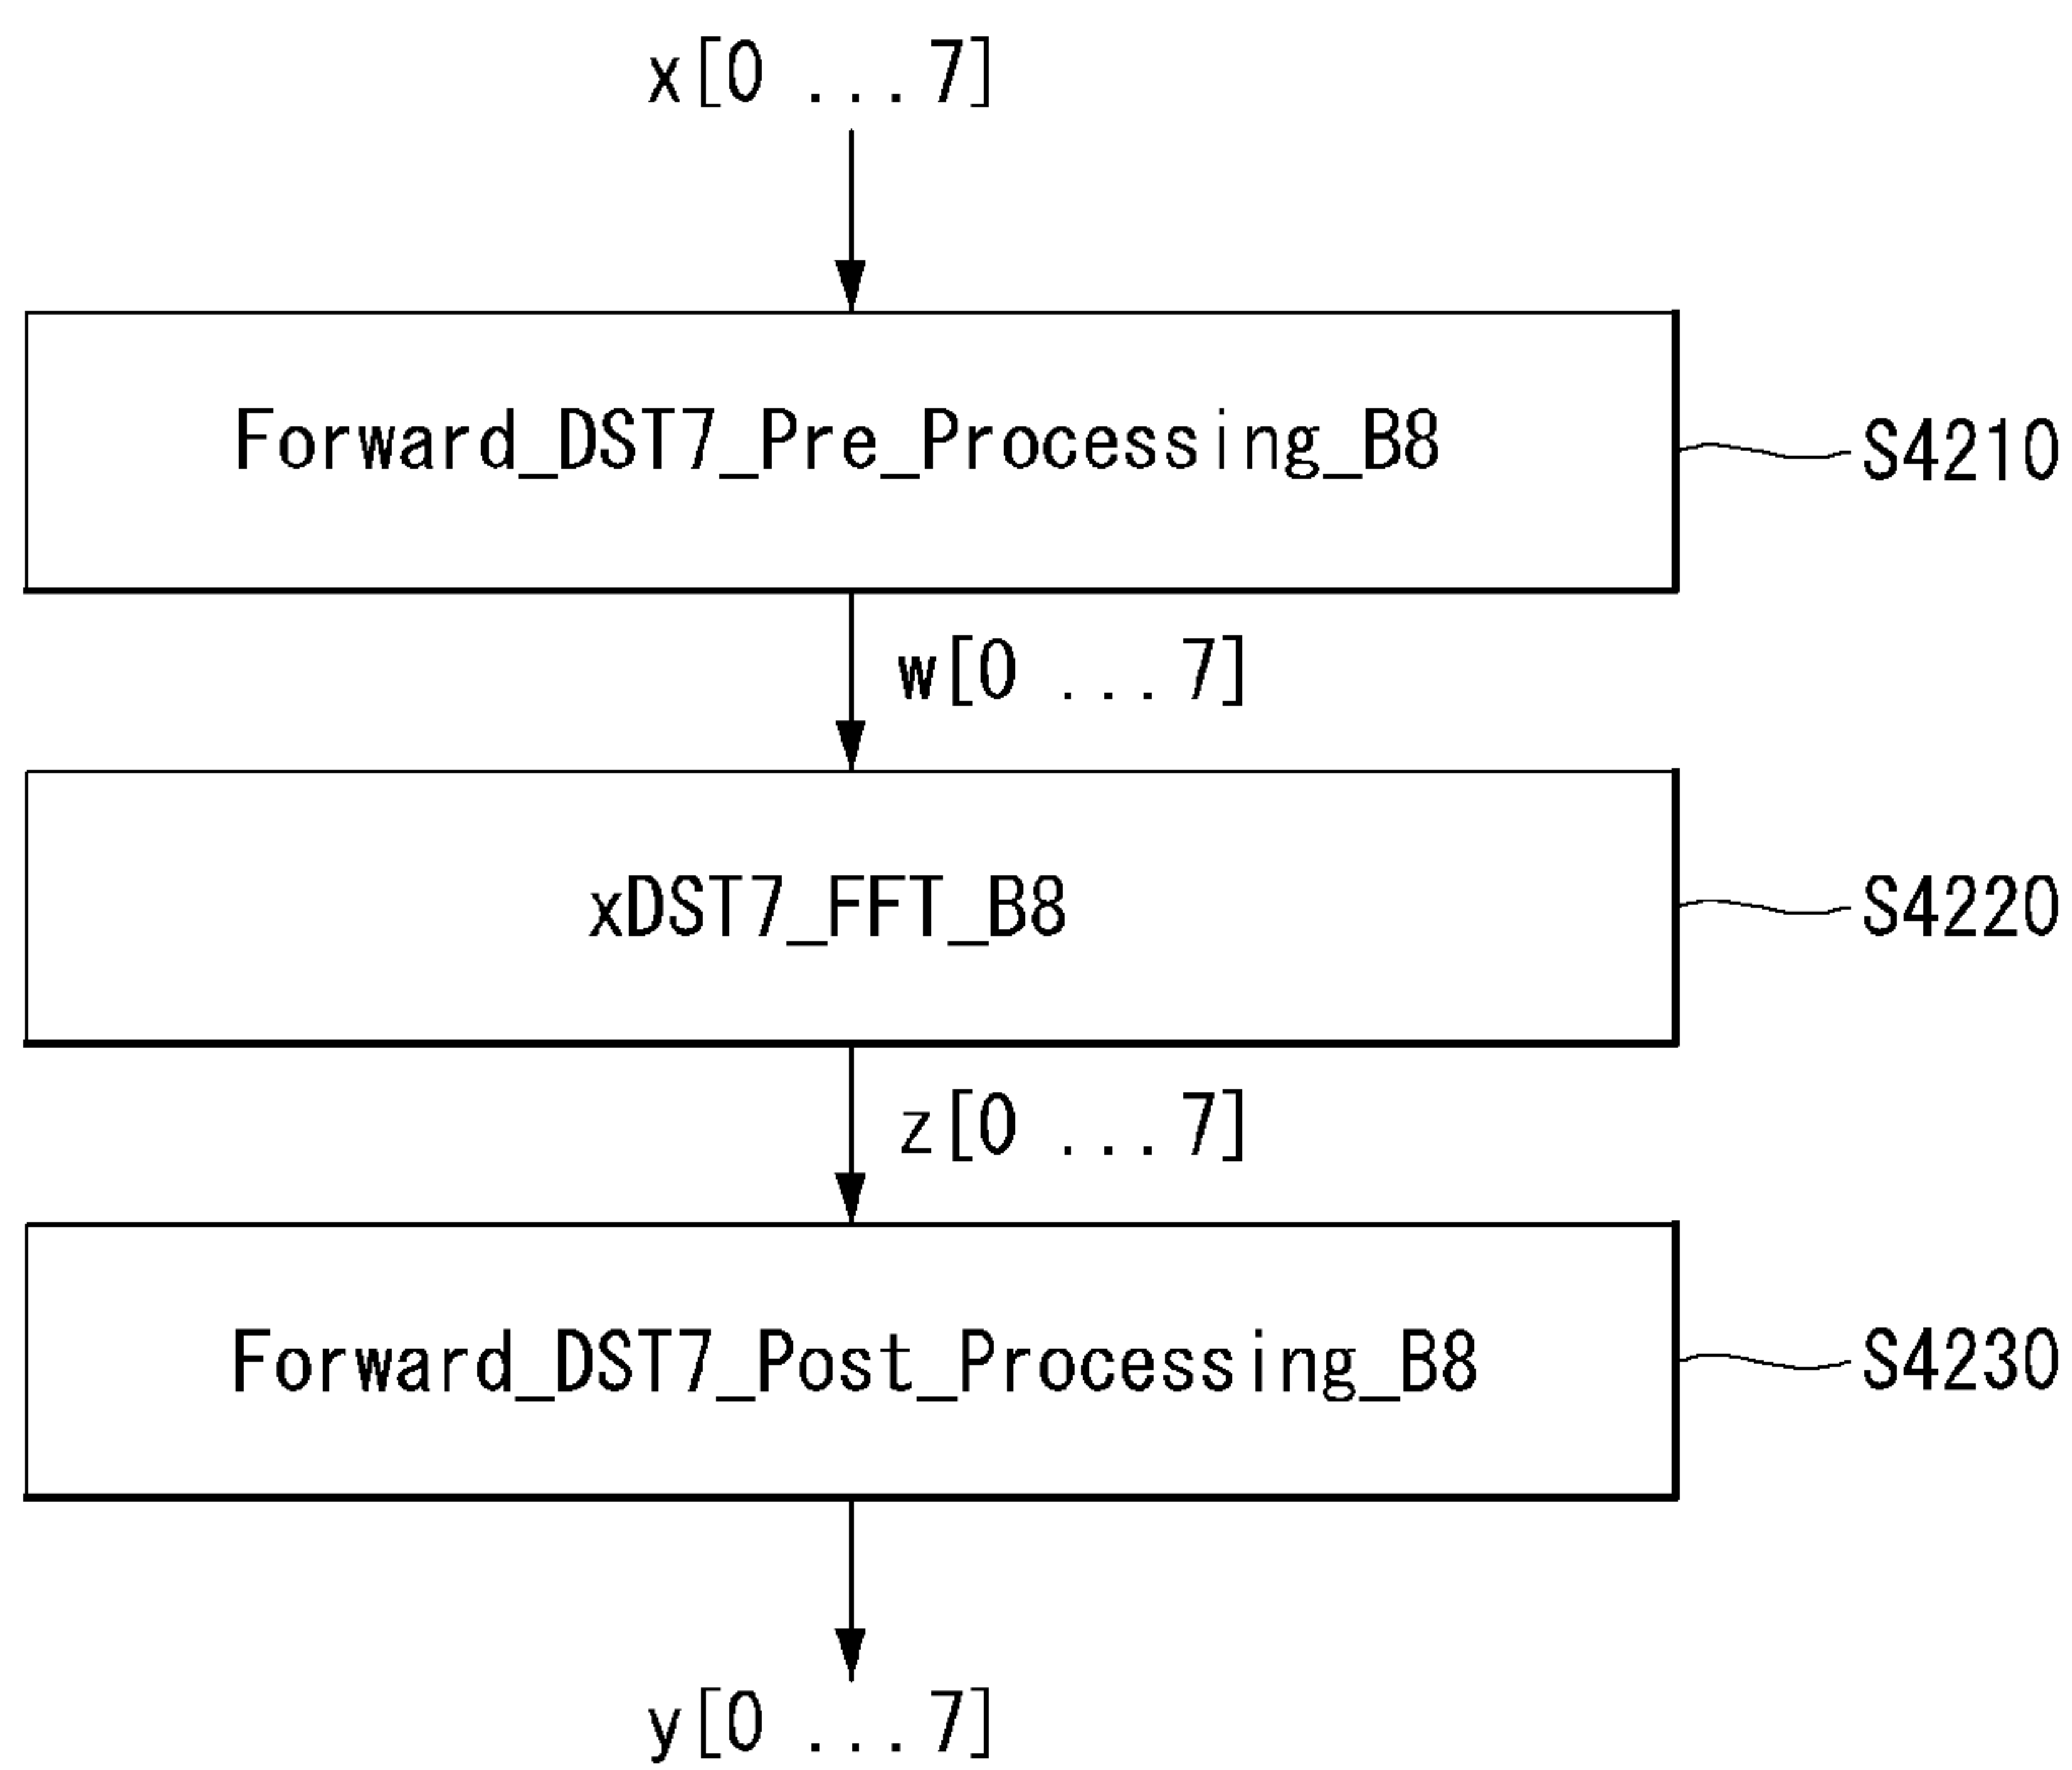 x[0 ... 7]
Forward_DST7_Pre_Processing_B8
S4210
w[0 ... 7]
xDST7_FFT_B8
S4220
z[0 ... 7]
Forward_DST7_Post_Processing_B8
S4230
y[0 ... 7]